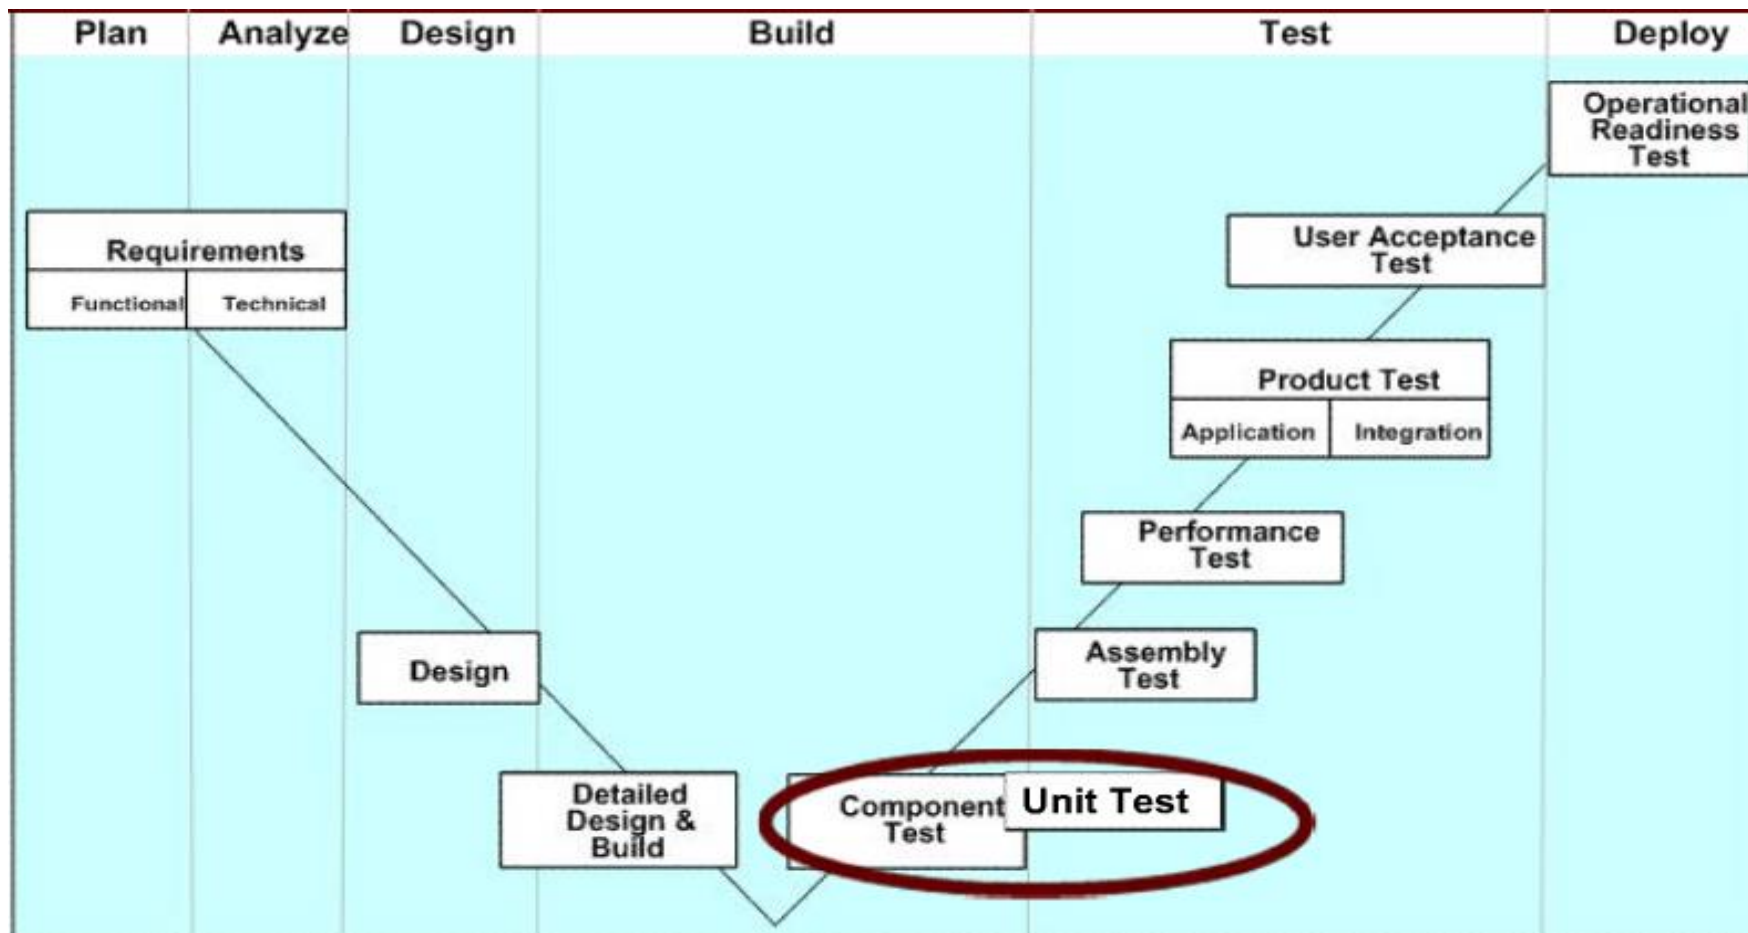 Plan Analyze Design Build Test Deploy
Operational
Readiness
Test
User Acceptance
Test
Requirements
Functional Technical
Product Test
Application Integration
Performance
Test
Assembly
Test
Design
Detailed
Design &
Build
Component
Test
Unit Test